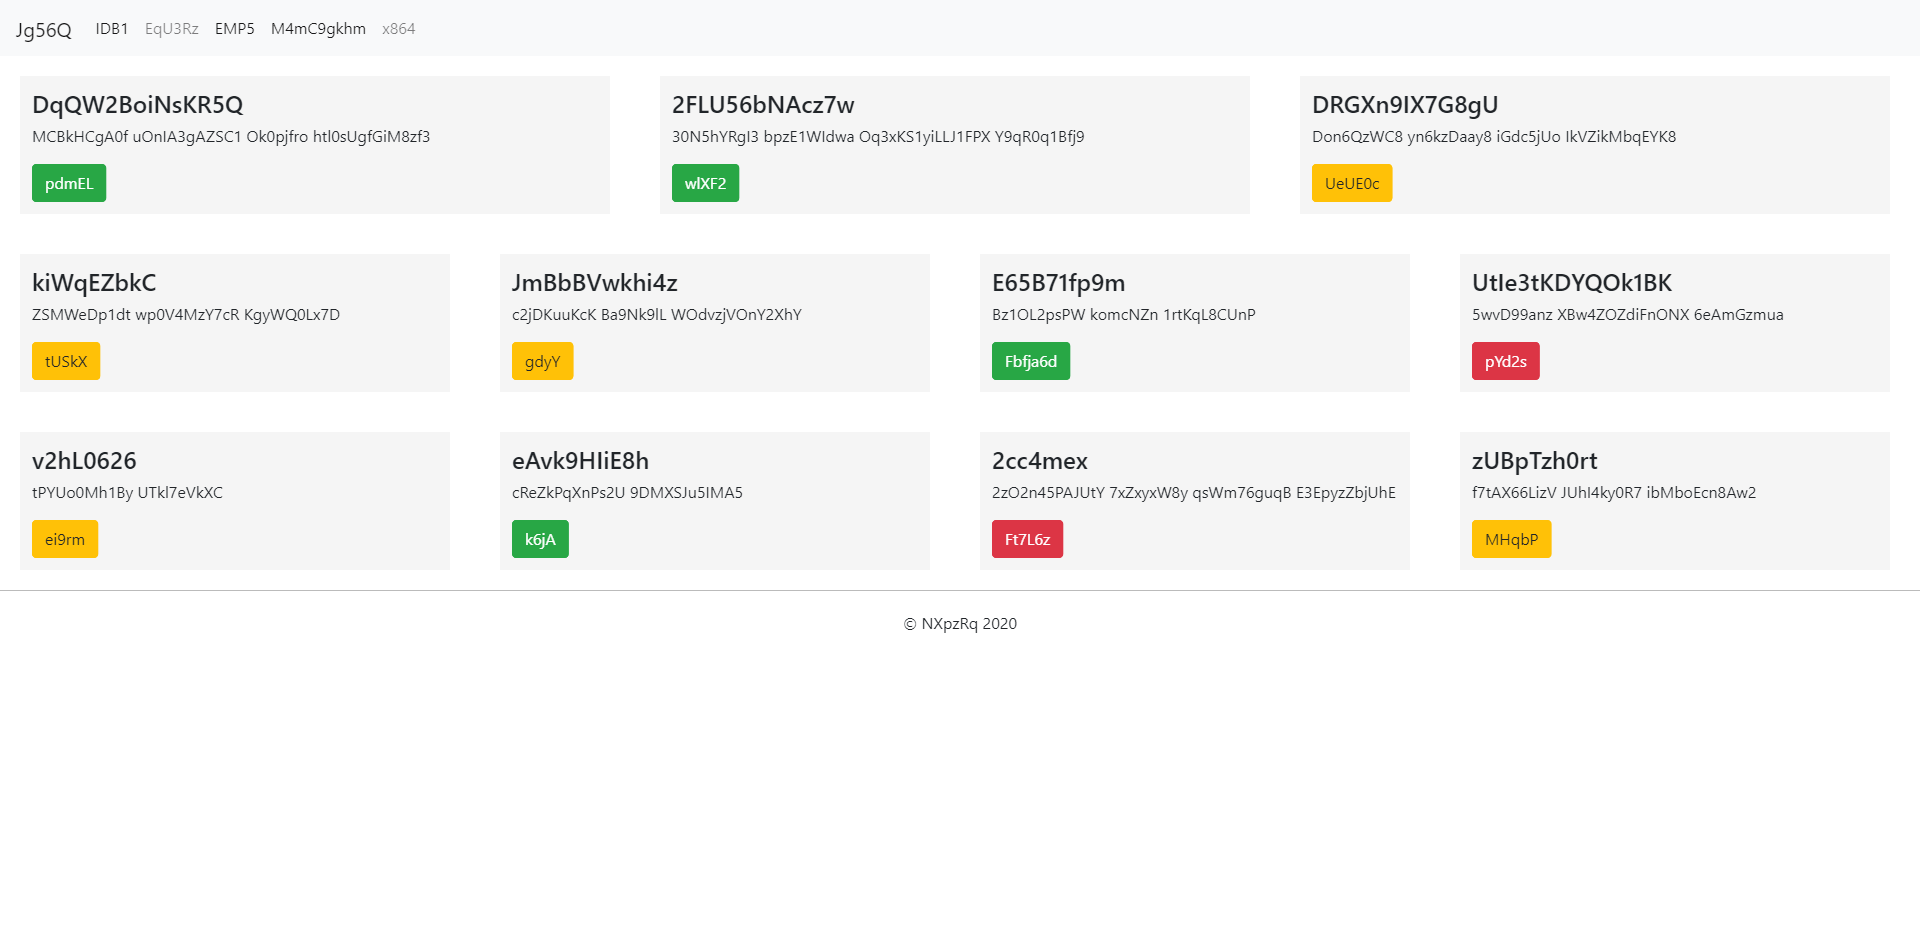 Jg56Q IDB1 EqU3Rz EMP5 M4mC9gkhm x864
DqQW2BoiNsKR5Q
MCBkHCgA0f uOnIA3gAZSC1 Ok0pjfro htl0sUgfGiM8zf3
pdmEL
2FLU56bNAcz7w
30N5hYRgI3 bpzE1WIdwa Oq3xKS1yiLLJ1FPX Y9qR0q1Bfj9
wlXF2
DRGXn9IX7G8gU
Don6QzWC8 yn6kzDaay8 iGdc5jUo IkVZikMbqEYK8
UeUE0c
kiWqEZbkC
ZSMWeDp1dt wp0V4MzY7cR KgyWQ0Lx7D
tUSkX
JmBbBVwkhi4z
c2jDKuuKcK Ba9Nk9lL WOdvzjVOnY2XhY
gdyY
E65B71fp9m
Bz1OL2psPW komcNZn 1rtKqL8CUnP
Fbfja6d
UtIe3tKDYQOk1BK
5wvD99anz XBw4ZOZdiFnONX 6eAmGzmua
pYd2s
v2hL0626
tPYUo0Mh1By UTkl7eVkXC
ei9rm
eAvk9HIiE8h
cReZkPqXnPs2U 9DMXSJu5IMA5
k6jA
2cc4mex
2zO2n45PAJUtY 7xZxyxW8y qsWm76guqB E3EpyzZbjUhE
Ft7L6z
zUBpTzh0rt
f7tAX66LizV JUhI4ky0R7 ibMboEcn8Aw2
MHqbP
© NXpzRq 2020